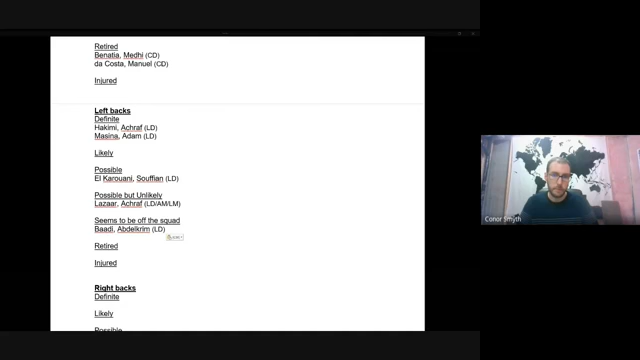 Retired
Benatia, Medhi (CD)
da Costa, Manuel (CD)
Injured
Left backs
Definite
Hakimi, Achraf (LD)
Masina, Adam (LD)
Likely
Possible
El Karouani, Souffian (LD)
Possible but Unlikely
Lazaar, Achraf (LD/AM/LM)
Seems to be off the squad
Baadi, Abdelkrim (LD)
Retired
Injured
Right backs
Definite
Likely
Possible
Conor Smyth